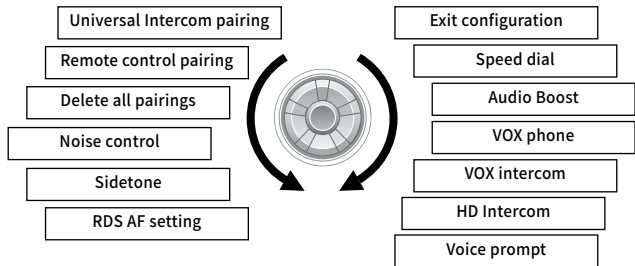 Universal Intercom pairing
Remote control pairing
Delete all pairings
Noise control
Sidetone
RDS AF setting
Exit configuration
Speed dial
Audio Boost
VOX phone
VOX intercom
HD Intercom
Voice prompt